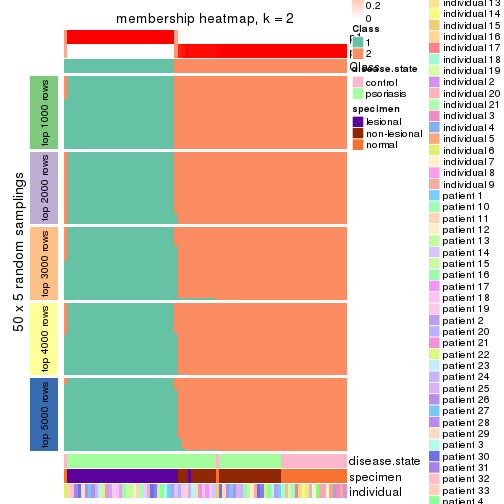 membership heatmap, k = 2
50 x 5 random samplings
top 1000 rows
top 2000 rows
top 3000 rows
top 4000 rows
top 5000 rows
Class
disease.state
specimen
individual
0.2
0
Class
1
2
disease.state
control
psoriasis
specimen
lesional
non-lesional
normal
individual 13
individual 14
individual 15
individual 16
individual 17
individual 18
individual 19
individual 2
individual 20
individual 21
individual 3
individual 4
individual 5
individual 6
individual 7
individual 8
individual 9
patient 1
patient 10
patient 11
patient 12
patient 13
patient 14
patient 15
patient 16
patient 17
patient 18
patient 19
patient 2
patient 20
patient 21
patient 22
patient 23
patient 24
patient 25
patient 26
patient 27
patient 28
patient 29
patient 3
patient 30
patient 31
patient 32
patient 33
patient 4